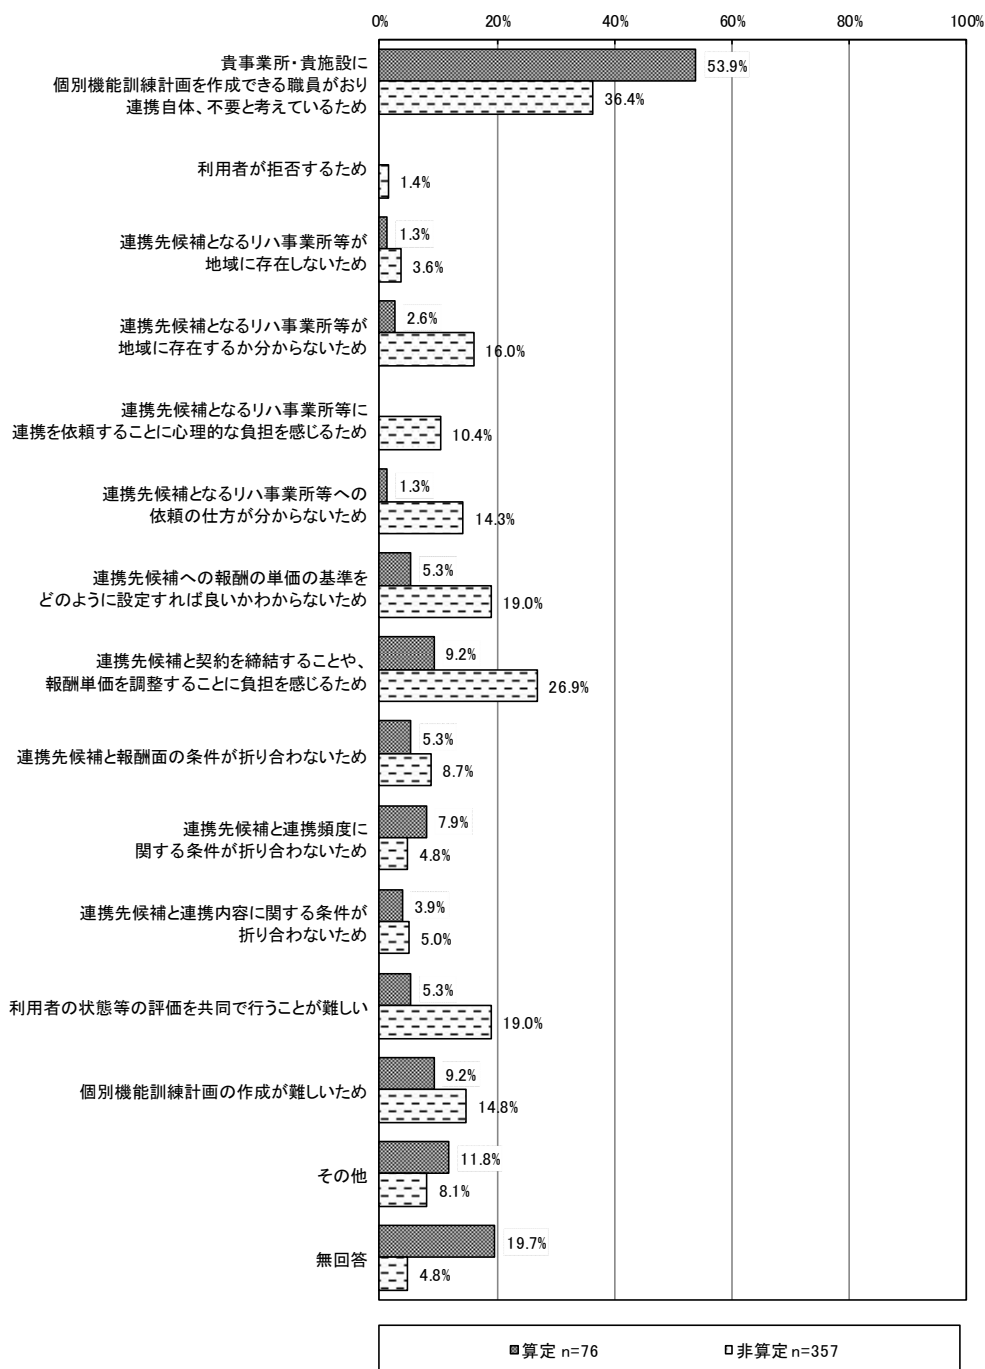 0% 20% 40% 60% 80% 100%
貴事業所・貴施設に
個別機能訓練計画を作成できる職員がおり
連携自体、不要と考えているため
53.9%
36.4%
利用者が拒否するため
1.4%
連携先候補となるリハ事業所等が
地域に存在しないため
1.3%
3.6%
連携先候補となるリハ事業所等が
地域に存在するか分からないため
2.6%
16.0%
連携先候補となるリハ事業所等に
連携を依頼することに心理的な負担を感じるため
10.4%
連携先候補となるリハ事業所等への
依頼の仕方が分からないため
1.3%
14.3%
連携先候補への報酬の単価の基準を
どのように設定すれば良いかわからないため
5.3%
19.0%
連携先候補と契約を締結することや、
報酬単価を調整することに負担を感じるため
9.2%
26.9%
連携先候補と報酬面の条件が折り合わないため
5.3%
8.7%
連携先候補と連携頻度に
関する条件が折り合わないため
7.9%
4.8%
連携先候補と連携内容に関する条件が
折り合わないため
3.9%
5.0%
利用者の状態等の評価を共同で行うことが難しい
5.3%
19.0%
個別機能訓練計画の作成が難しいため
9.2%
14.8%
その他
11.8%
8.1%
無回答
19.7%
4.8%
算定 n=76 非算定 n=357